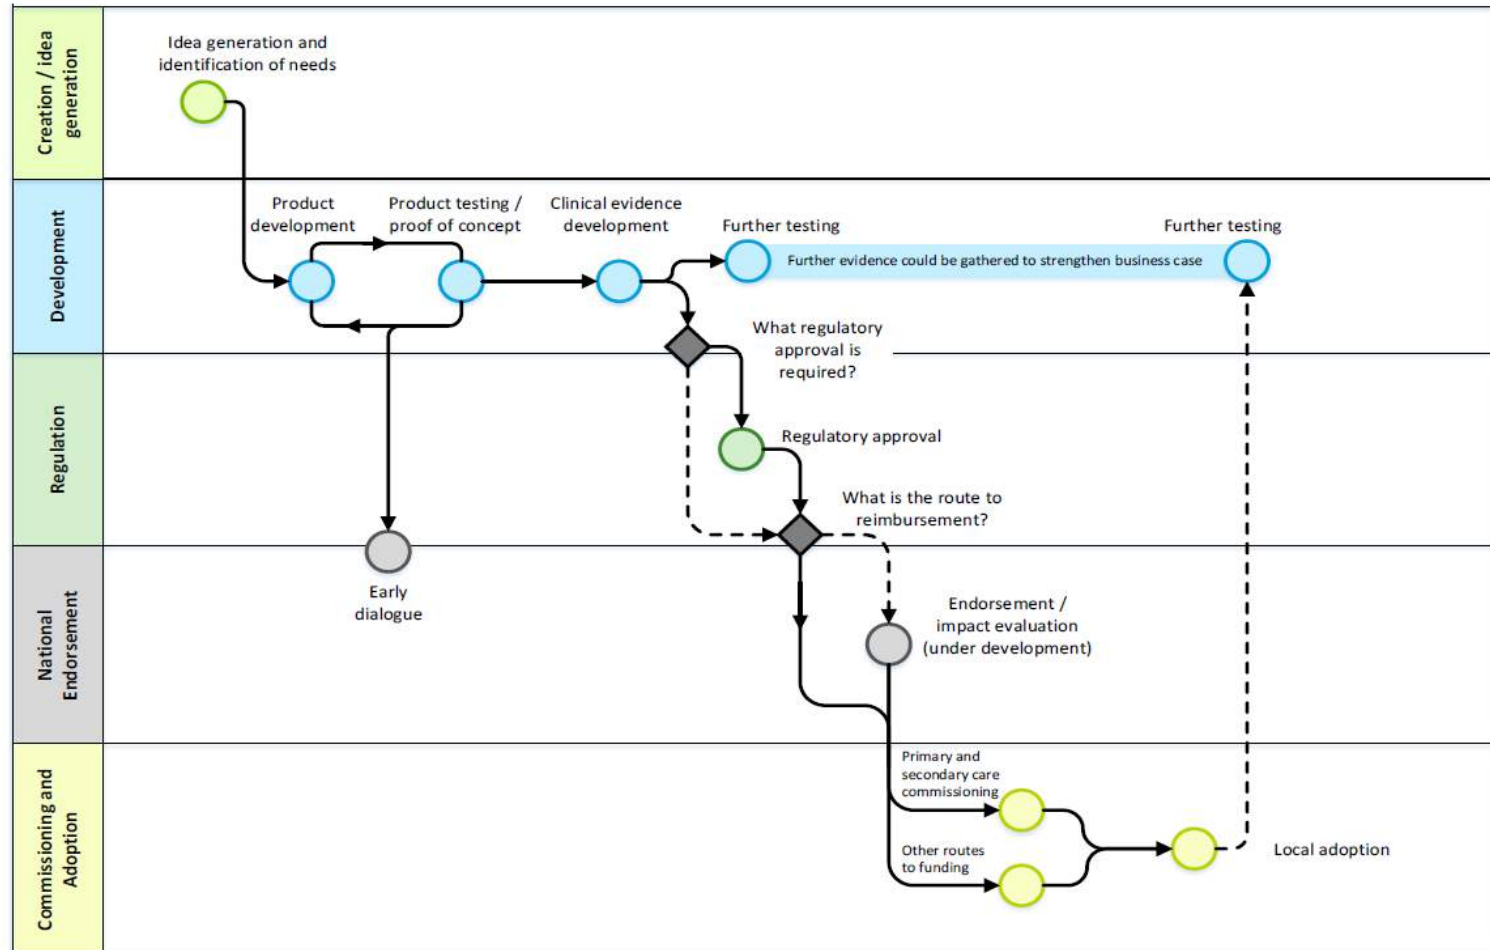 Creation / idea
generation
Idea generation and
identification of needs
Development
Product
development
Product testing /
proof of concept
Clinical evidence
development
Further testing
Further evidence could be gathered to strengthen business case
Further testing
What regulatory
approval is
required?
Regulation
Regulatory approval
What is the route to
reimbursement?
National
Endorsement
Early
dialogue
Endorsement /
impact evaluation
(under development)
Commissioning and
Adoption
Primary and
secondary care
commissioning
Other routes
to funding
Local adoption